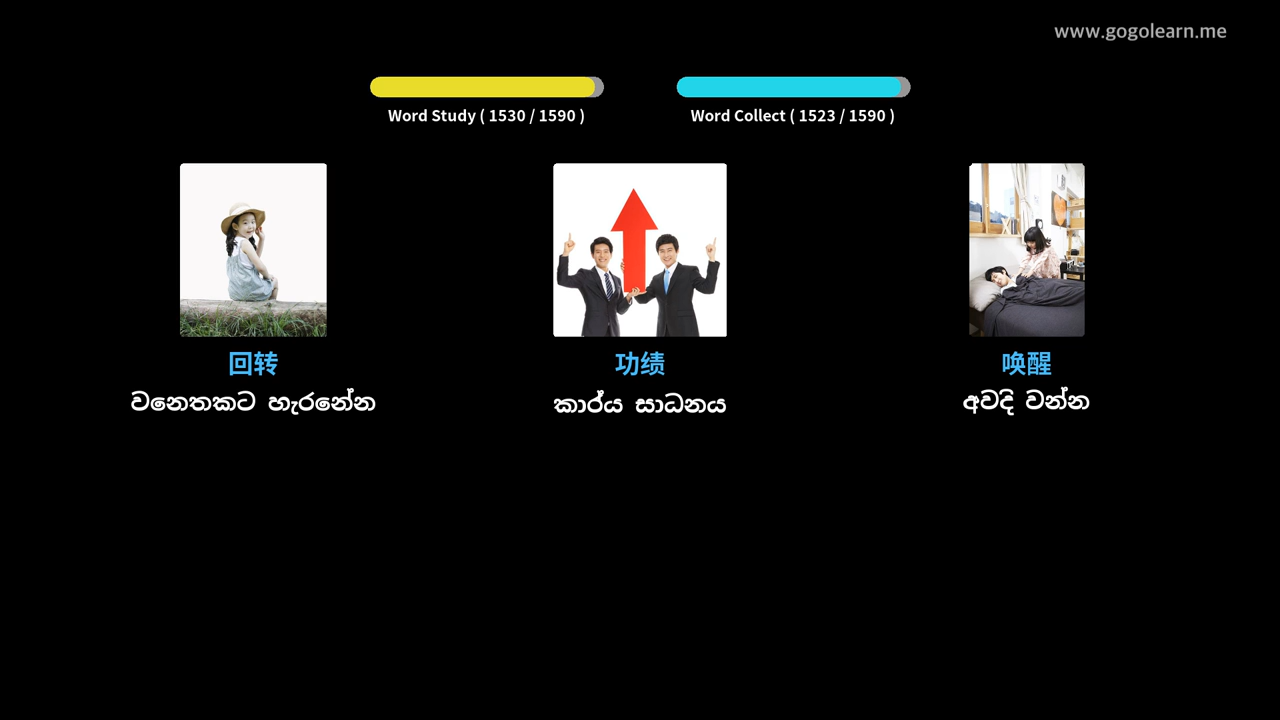 www.gogolearn.me
Word Study ( 1530 / 1590 )
Word Collect ( 1523 / 1590 )
回转
功绩
唤醒
වනෙතකට හැරනේන
කාර්ය සාධනය
අවදි වන්න